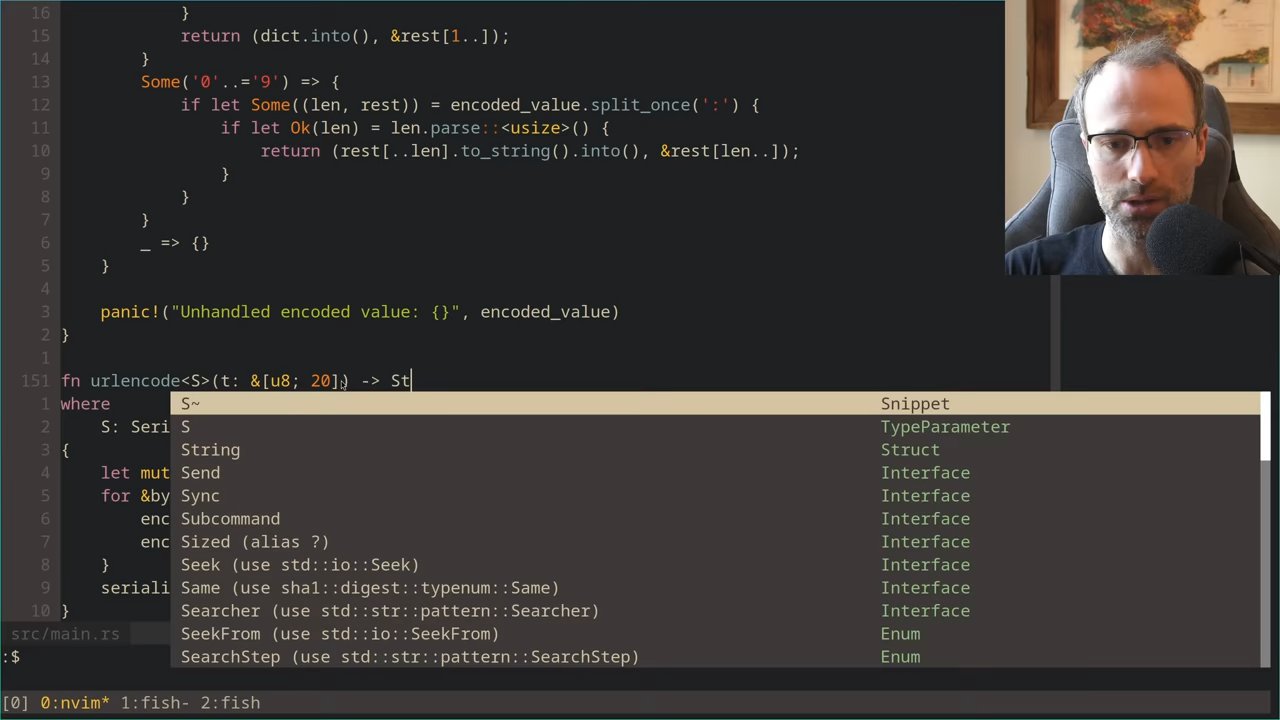 16 }
15 return (dict.into(), &rest[1..]);
14 }
13 Some('0'..='9') => {
12 if let Some((len, rest)) = encoded_value.split_once(':') {
11 if let Ok(len) = len.parse::<usize>() {
10 return (rest[..len].to_string().into(), &rest[len..]);
9 }
8 }
7 }
6 _ => {}
5 }
4
3 panic!("Unhandled encoded value: {}", encoded_value)
2 }
1
151 fn urlencode<S>(t: &[u8; 20]) -> St
1 where S~ Snippet
2 S: Seri S TypeParameter
3 { String Struct
4 let mut Send Interface
5 for &by Sync Interface
6 enc Subcommand Interface
7 enc Sized (alias ?) Interface
8 } Seek (use std::io::Seek) Interface
9 seriali Same (use sha1::digest::typenum::Same) Interface
10 } Searcher (use std::str::pattern::Searcher) Interface
src/main.rs SeekFrom (use std::io::SeekFrom) Enum
:$ SearchStep (use std::str::pattern::SearchStep) Enum
[0] 0:nvim* 1:fish- 2:fish